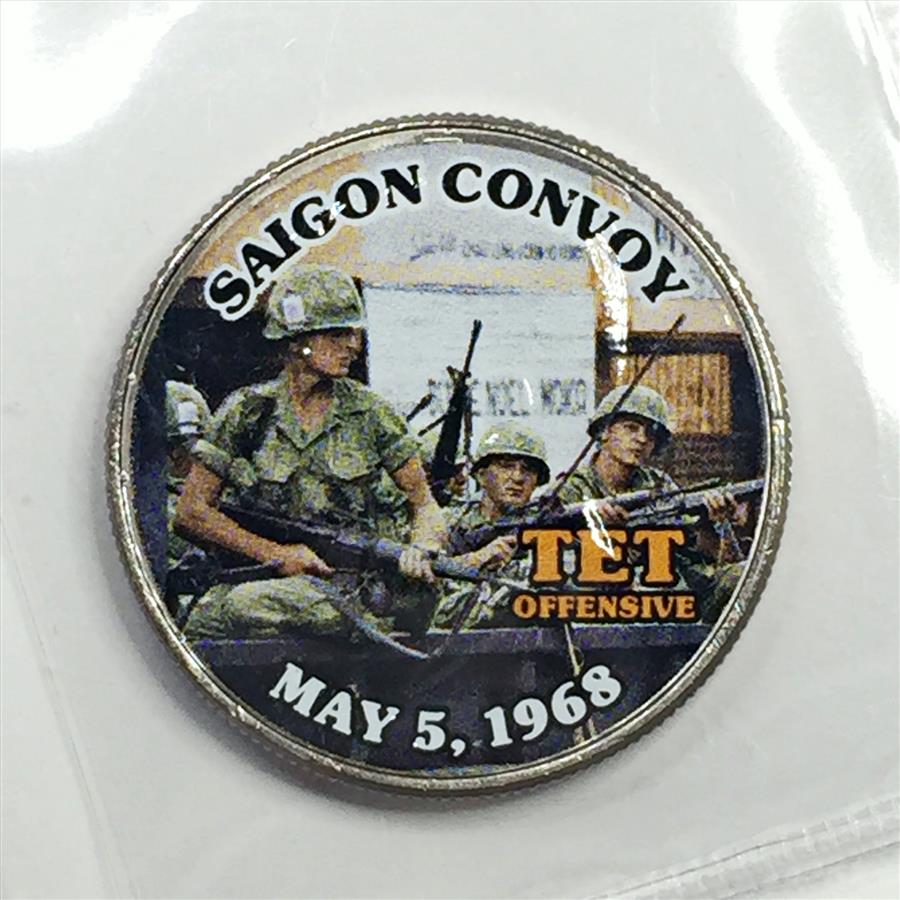 SAIGON CONVOY
TET
OFFENSIVE
MAY 5, 1968